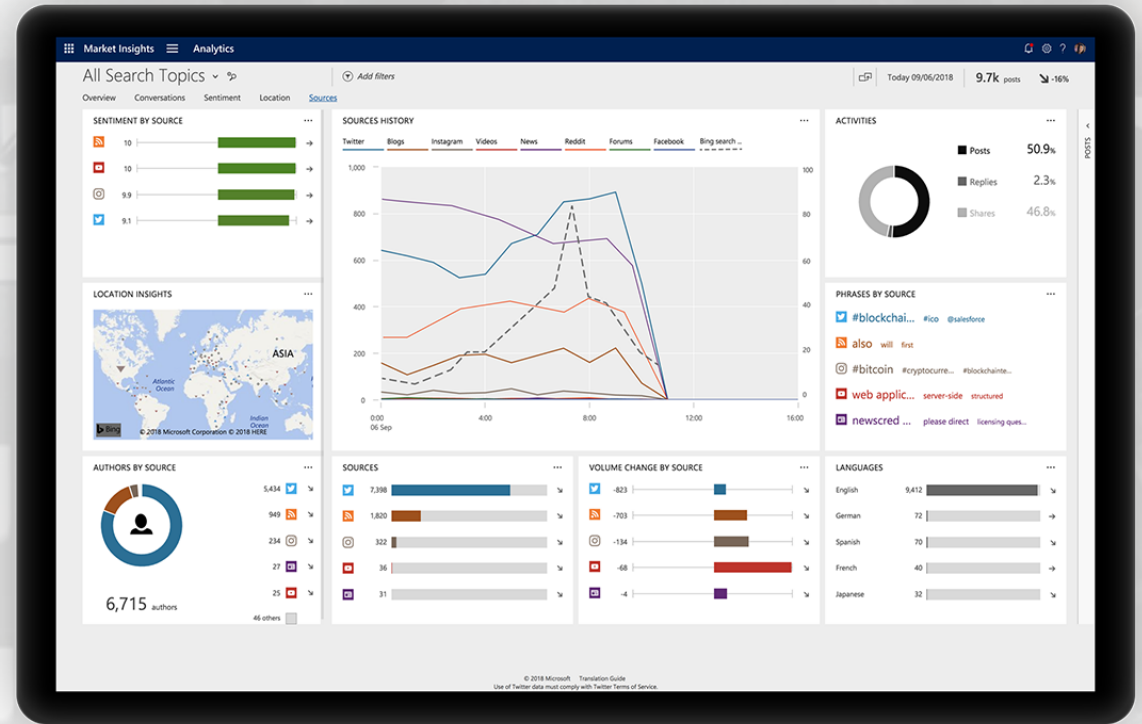 Market Insights Analytics
All Search Topics
Add filters
Today 09/06/2018 9.7k posts -16%
Overview Conversations Sentiment Location Sources
SENTIMENT BY SOURCE ...
10
10
9.9
9.1
SOURCES HISTORY ...
Twitter Blogs Instagram Videos News Reddit Forums Facebook Bing search ...
1,000 100
800 80
600 60
400 40
200 20
0 0
0:00 4:00 8:00 12:00 16:00
06 Sep
ACTIVITIES ...
Posts 50.9%
Replies 2.3%
Shares 46.8%
POSTS
LOCATION INSIGHTS ...
ASIA
Atlantic
Ocean
Indian
Ocean
Bing
© 2018 Microsoft Corporation © 2018 HERE
PHRASES BY SOURCE ...
#blockchai... #ico @salesforce
also will first
#bitcoin #cryptocurre... #blockchainte...
web applic... server-side structured
newscred ... please direct licensing ques...
AUTHORS BY SOURCE ...
5,434
949
234
27
25
46 others
6,715 authors
SOURCES ...
7,398
1,820
322
36
31
VOLUME CHANGE BY SOURCE ...
-823
-703
-134
-68
-4
LANGUAGES ...
English 9,412
German 72
Spanish 70
French 40
Japanese 32
© 2018 Microsoft Translation Guide
Use of Twitter data must comply with Twitter Terms of Service.